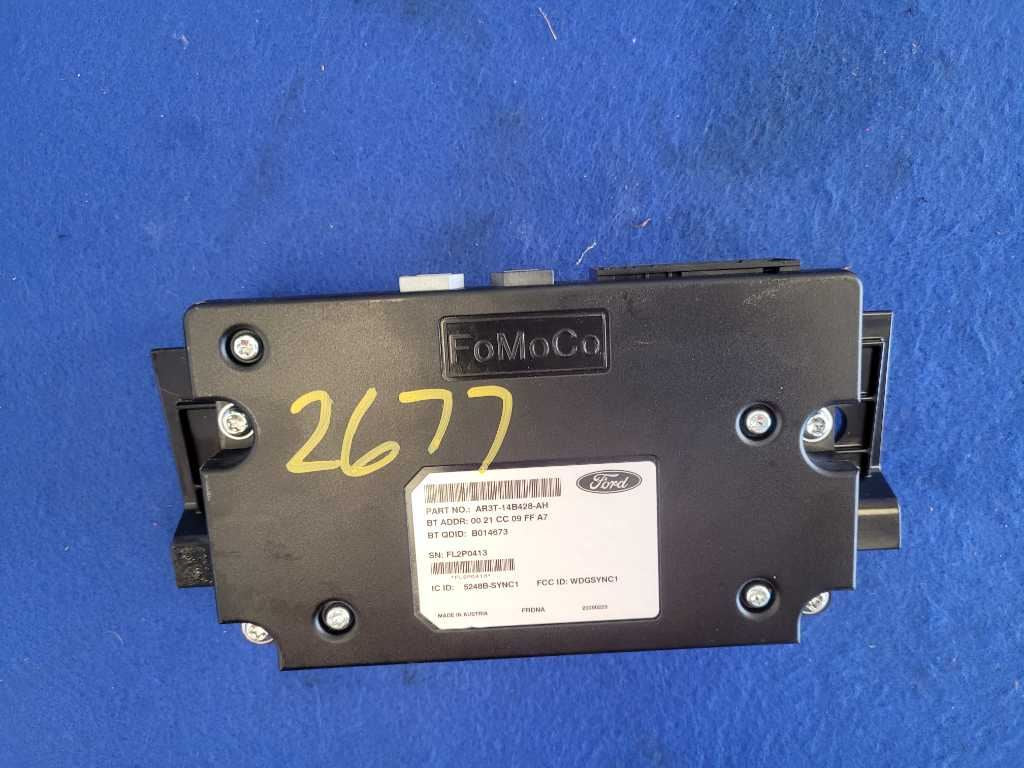 FoMoCo
2677
Ford
PART NO.: AR3T-14B428-AH
BT ADDR: 00 21 CC 09 FF A7
BT QDID: B014673
SN: FL2P0413
*FL2P0413*
IC ID: 5248B-SYNC1 FCC ID: WDGSYNC1
MADE IN AUSTRIA FRDNA